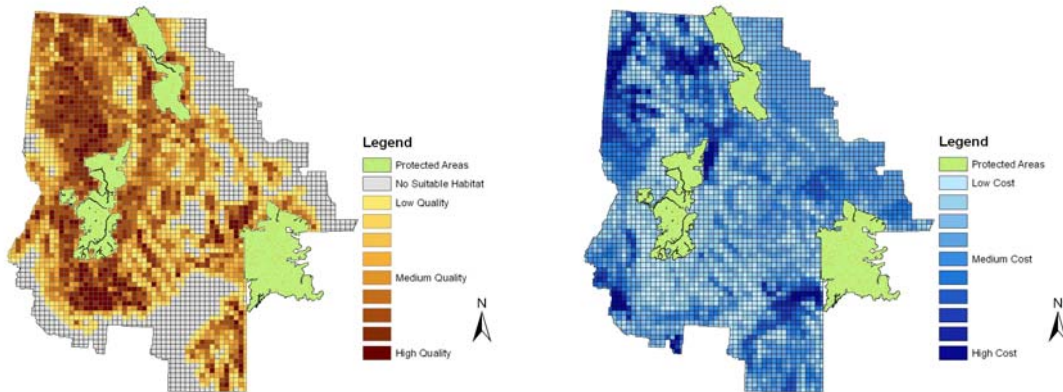 Legend
Protected Areas
No Suitable Habitat
Low Quality
Medium Quality
High Quality
N
Legend
Protected Areas
Low Cost
Medium Cost
High Cost
N